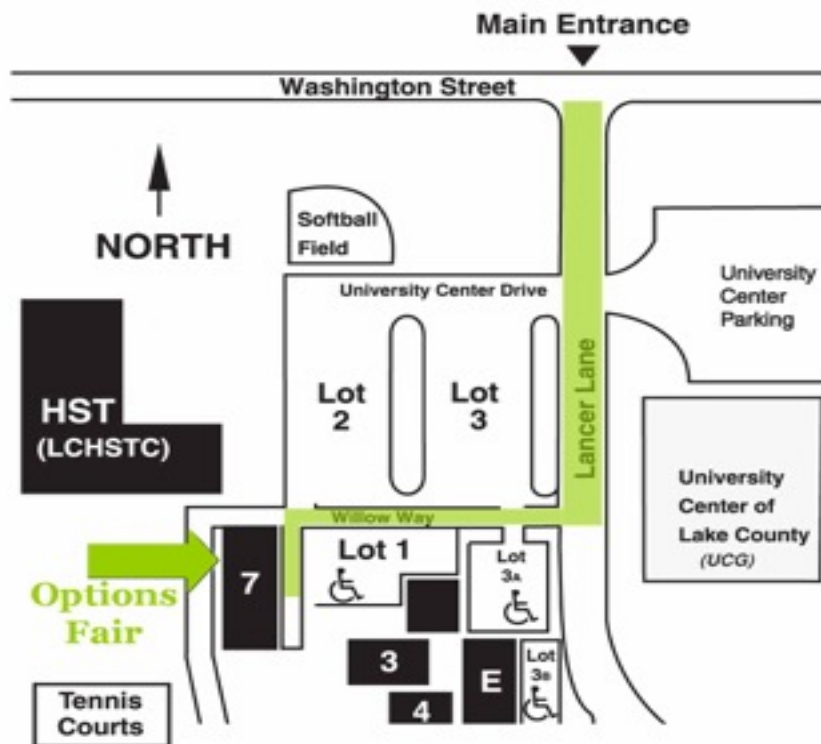 Main Entrance
Washington Street
NORTH
Softball
Field
University Center Drive
University
Center
Parking
Lot
2
Lot
3
Lancer Lane
HST
(LCHSTC)
University
Center of
Lake County
(UCG)
Willow Way
7
Lot 1
Lot
3A
Options
Fair
3
E
Lot
3B
4
Tennis
Courts